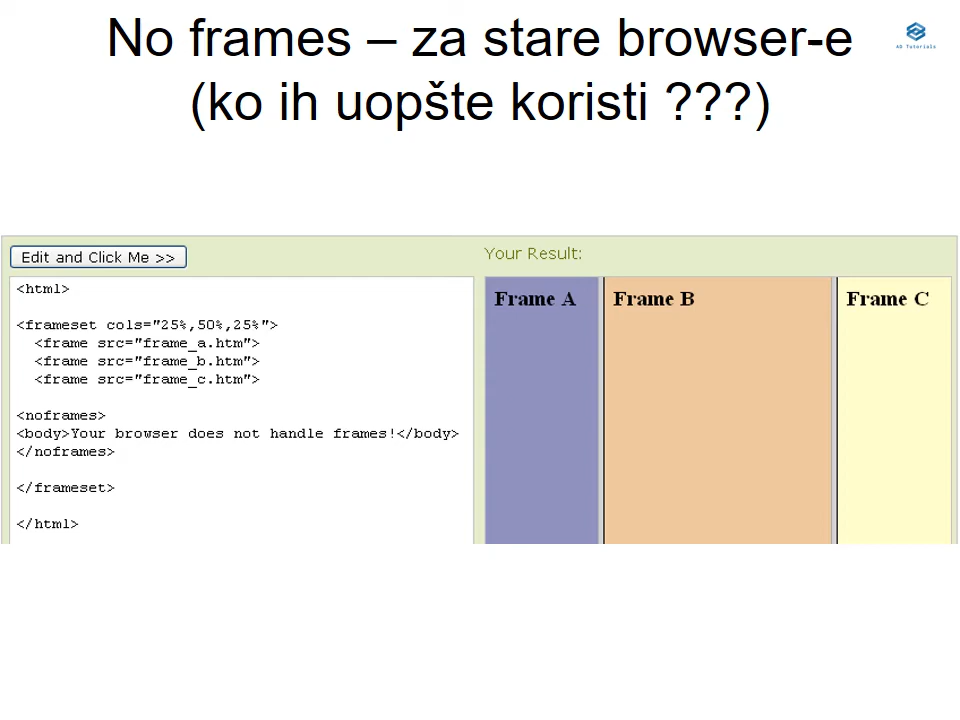 No frames – za stare browser-e
(ko ih uopšte koristi ???)
AD Tutorials
Edit and Click Me >>
Your Result:
<html>
<frameset cols="25%,50%,25%">
<frame src="frame_a.htm">
<frame src="frame_b.htm">
<frame src="frame_c.htm">
<noframes>
<body>Your browser does not handle frames!</body>
</noframes>
</frameset>
</html>
Frame A
Frame B
Frame C